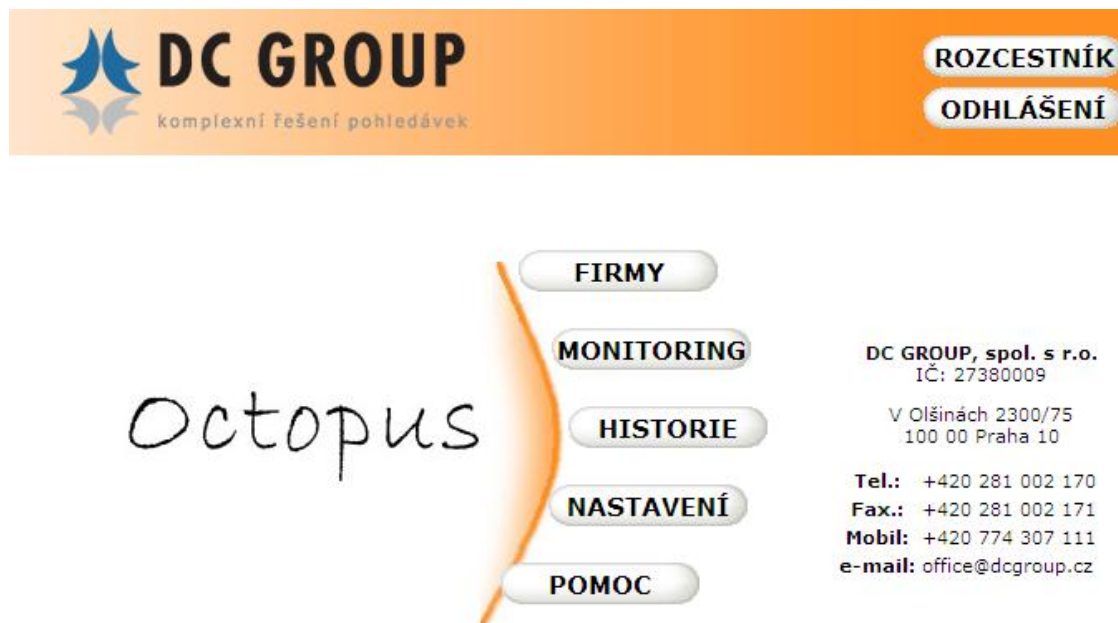 DC GROUP
komplexní řešení pohledávek
ROZCESTNÍK
ODHLÁŠENÍ
Octopus
FIRMY
MONITORING
HISTORIE
NASTAVENÍ
POMOC
DC GROUP, spol. s r.o.
IČ: 27380009
V Olšinách 2300/75
100 00 Praha 10
Tel.: +420 281 002 170
Fax.: +420 281 002 171
Mobil: +420 774 307 111
e-mail: office@dcgroup.cz